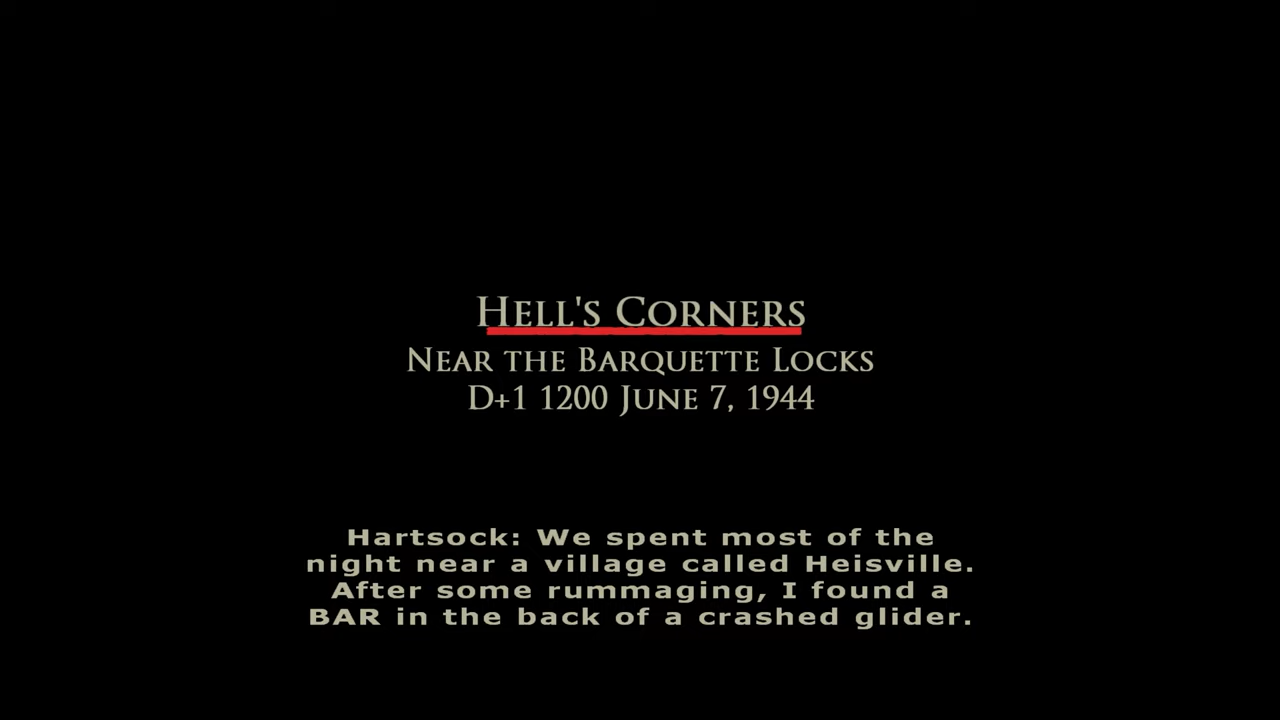 Hell's Corners
Near the Barquette Locks
D+1 1200 June 7, 1944
Hartsock: We spent most of the
night near a village called Heisville.
After some rummaging, I found a
BAR in the back of a crashed glider.